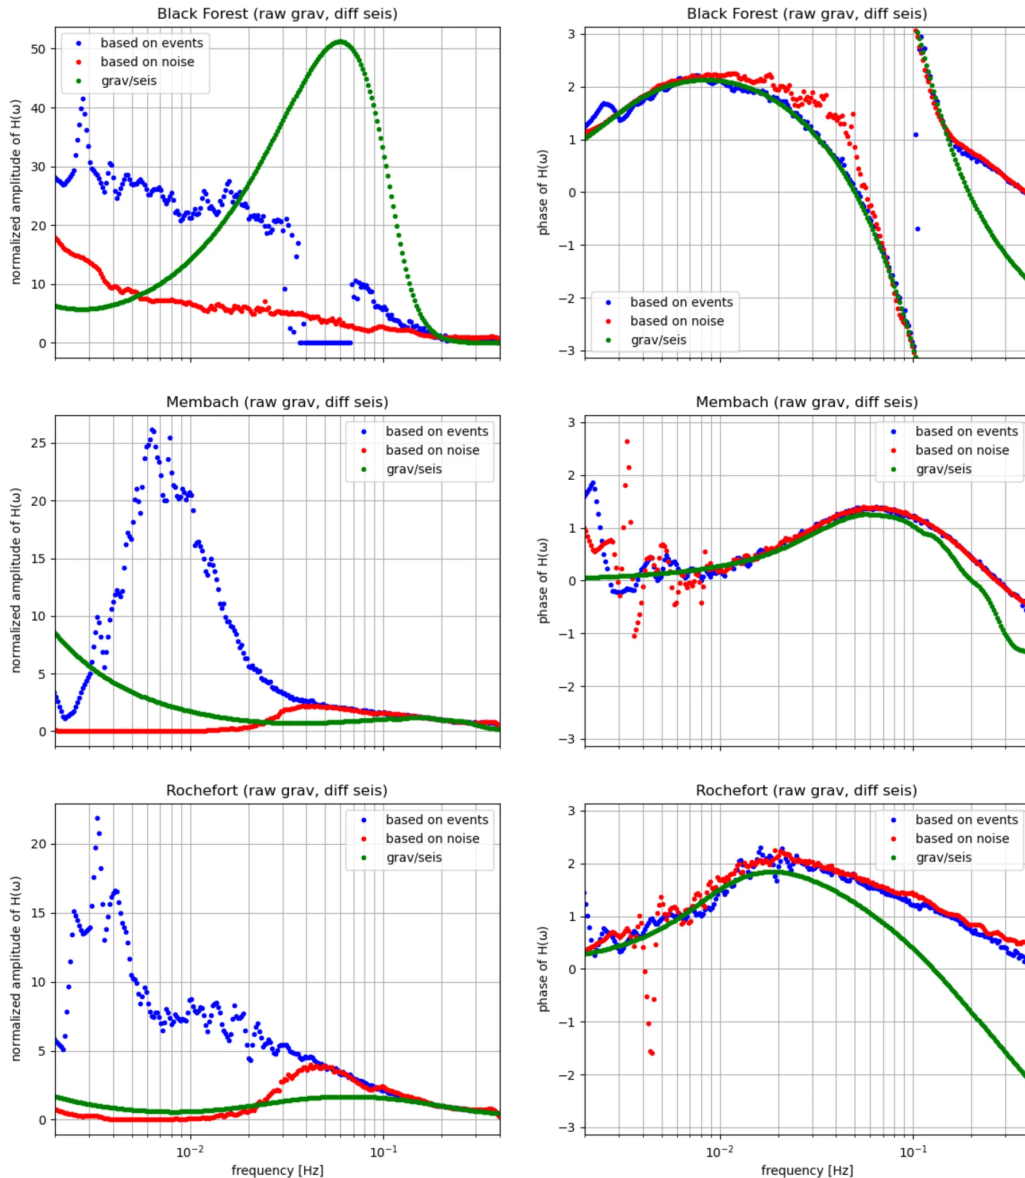 Black Forest (raw grav, diff seis)
normalized amplitude of H(ω)
50
40
30
20
10
0
based on events
based on noise
grav/seis
Black Forest (raw grav, diff seis)
phase of H(ω)
3
2
1
0
−1
−2
−3
based on events
based on noise
grav/seis
Membach (raw grav, diff seis)
normalized amplitude of H(ω)
25
20
15
10
5
0
based on events
based on noise
grav/seis
Membach (raw grav, diff seis)
phase of H(ω)
3
2
1
0
−1
−2
−3
based on events
based on noise
grav/seis
Rochefort (raw grav, diff seis)
normalized amplitude of H(ω)
20
15
10
5
0
based on events
based on noise
grav/seis
10⁻² 10⁻¹
frequency [Hz]
Rochefort (raw grav, diff seis)
phase of H(ω)
3
2
1
0
−1
−2
−3
based on events
based on noise
grav/seis
10⁻² 10⁻¹
frequency [Hz]